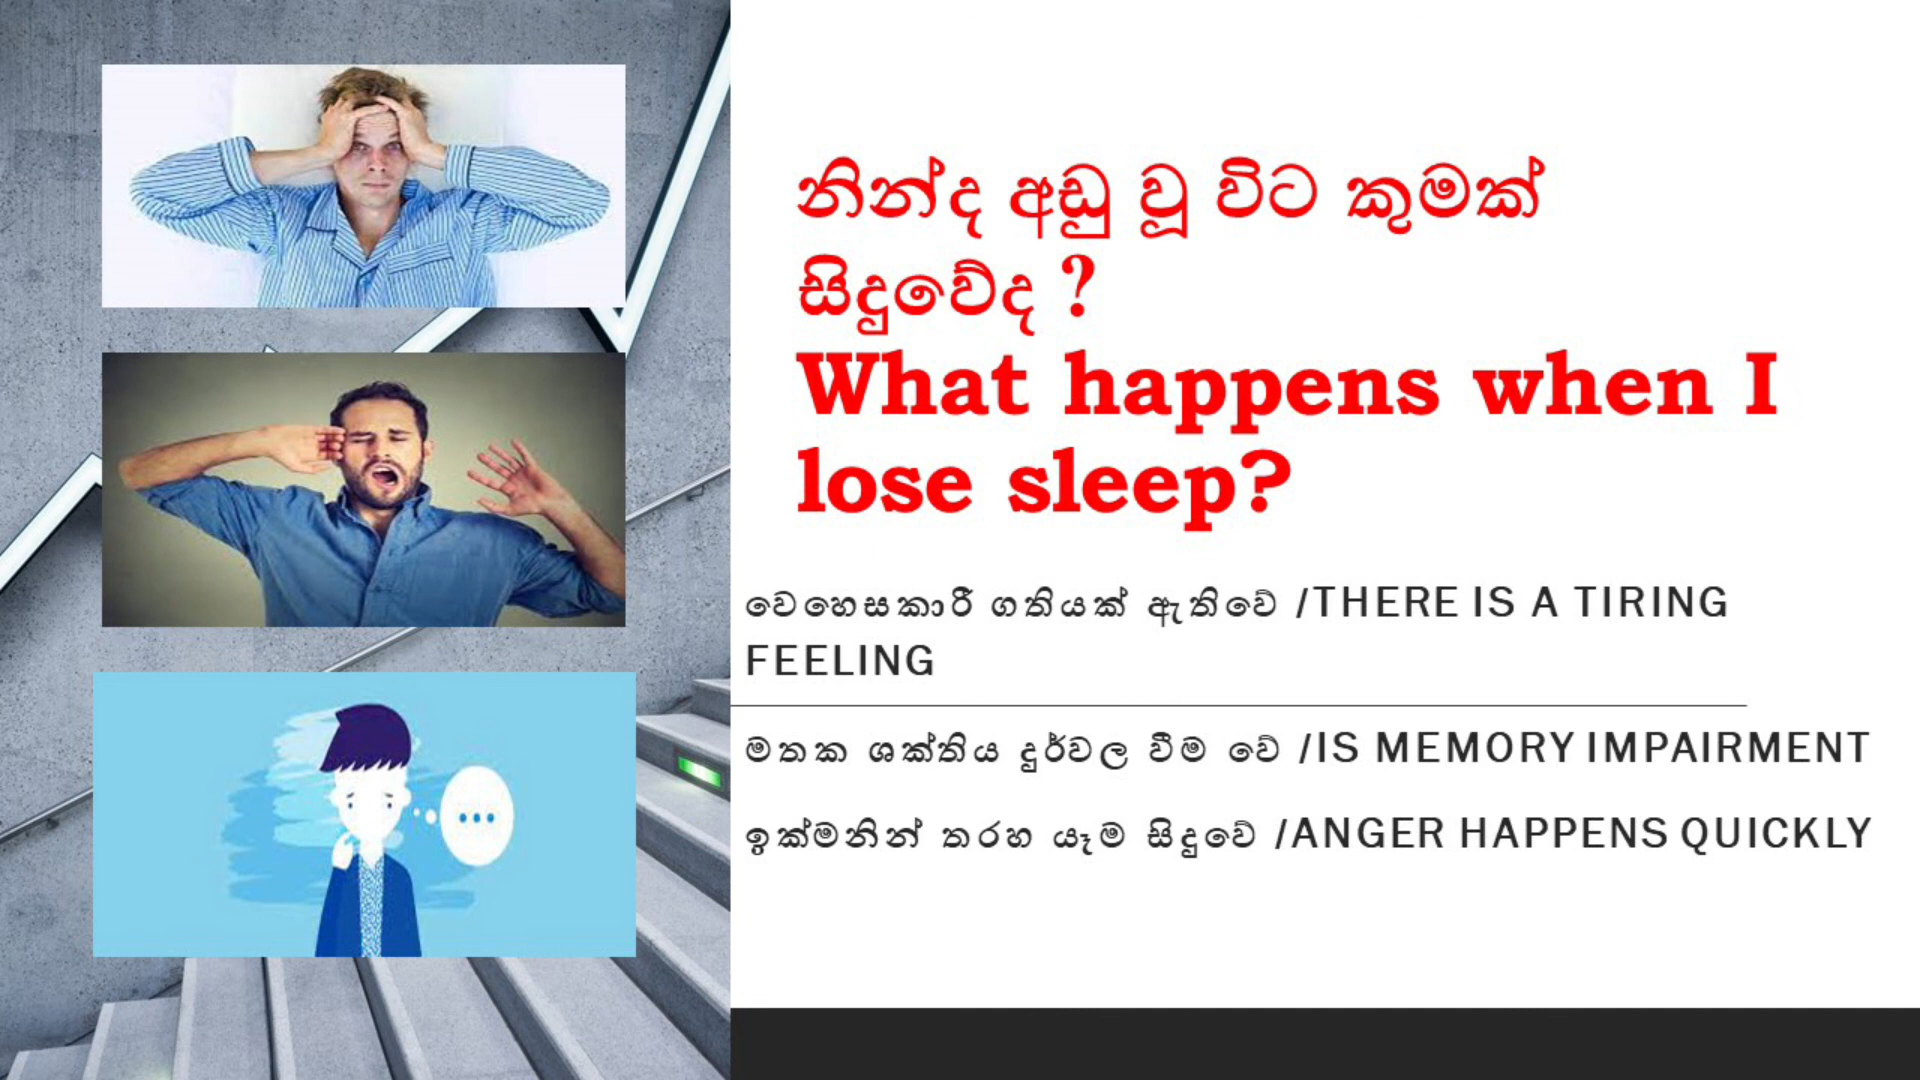 නින්ද අඩු වූ විට කුමක්
සිදුවේද ?
What happens when I
lose sleep?
වෙහෙසකාරී ගතියක් ඇතිවේ /THERE IS A TIRING
FEELING
මතක ශක්තිය දුර්වල වීම වේ /IS MEMORY IMPAIRMENT
ඉක්මනින් තරහ යෑම සිදුවේ /ANGER HAPPENS QUICKLY